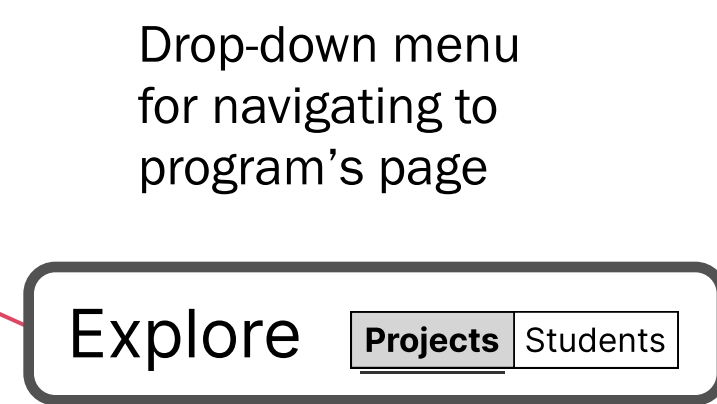 Drop-down menu
for navigating to
program’s page
Explore Projects Students